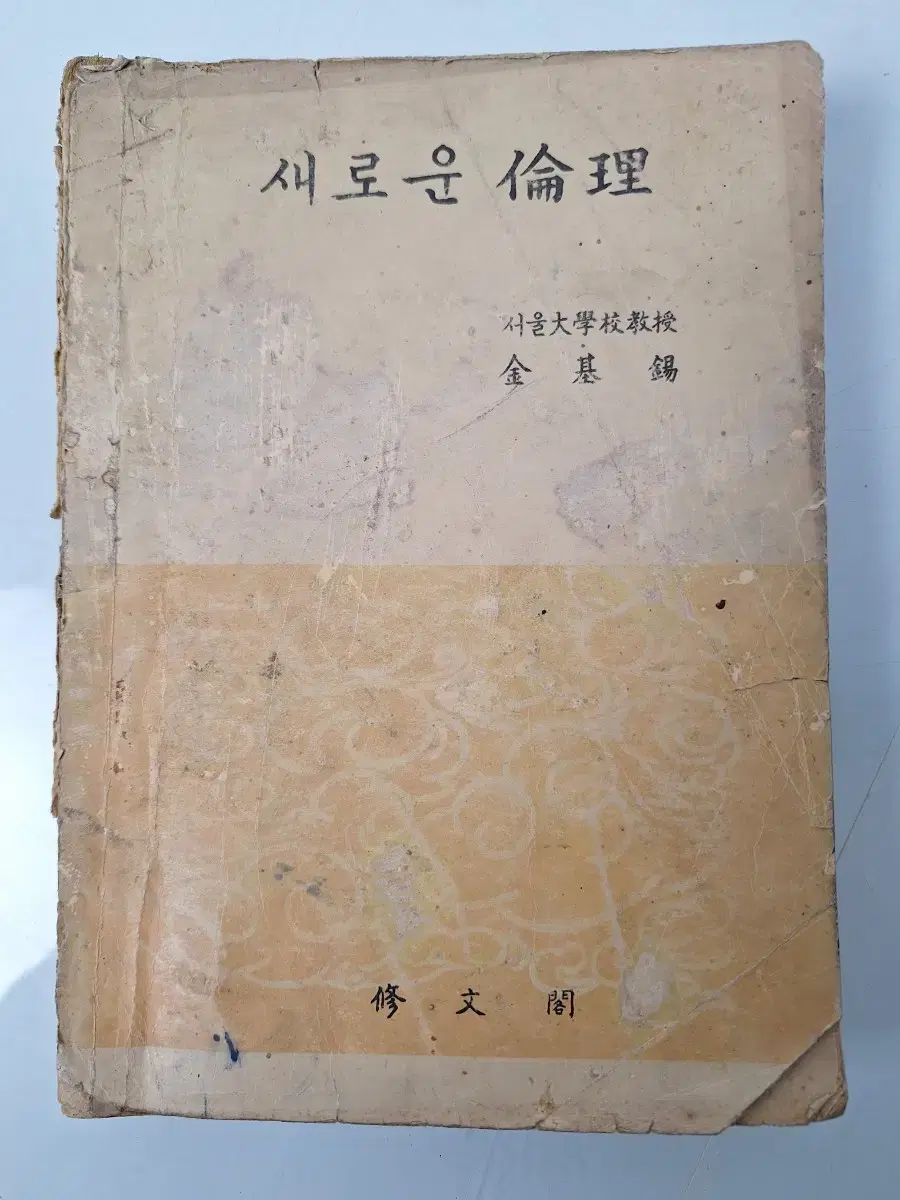 새로운 倫理
서울大學校敎授
金基錫
修文閣